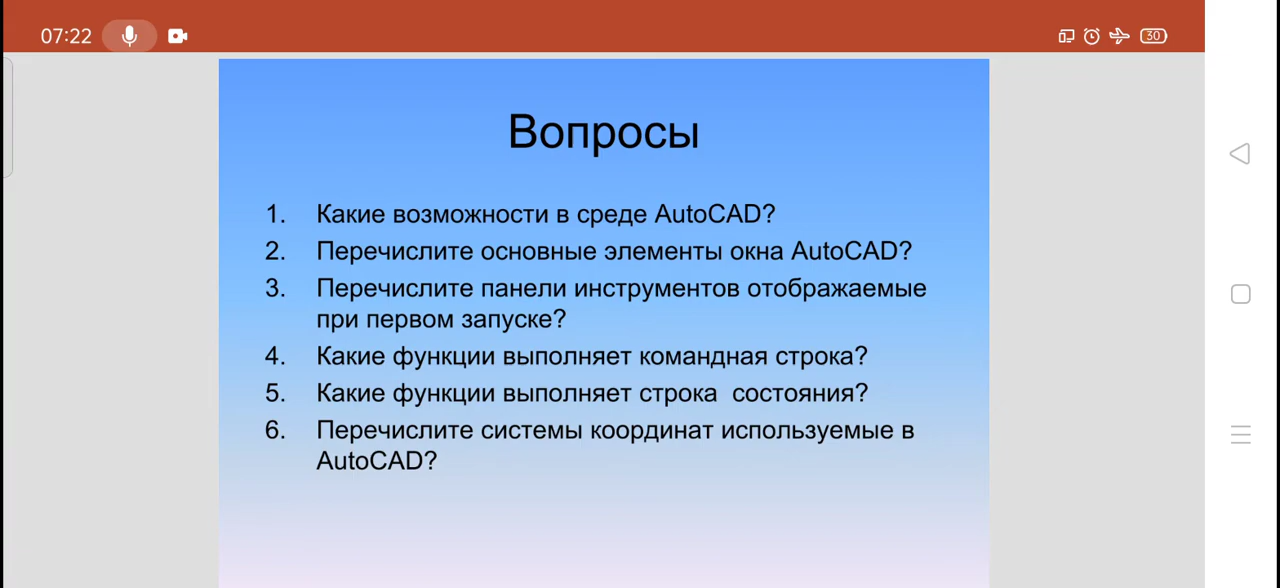 07:22
30
Вопросы
1. Какие возможности в среде AutoCAD?
2. Перечислите основные элементы окна AutoCAD?
3. Перечислите панели инструментов отображаемые
при первом запуске?
4. Какие функции выполняет командная строка?
5. Какие функции выполняет строка состояния?
6. Перечислите системы координат используемые в
AutoCAD?